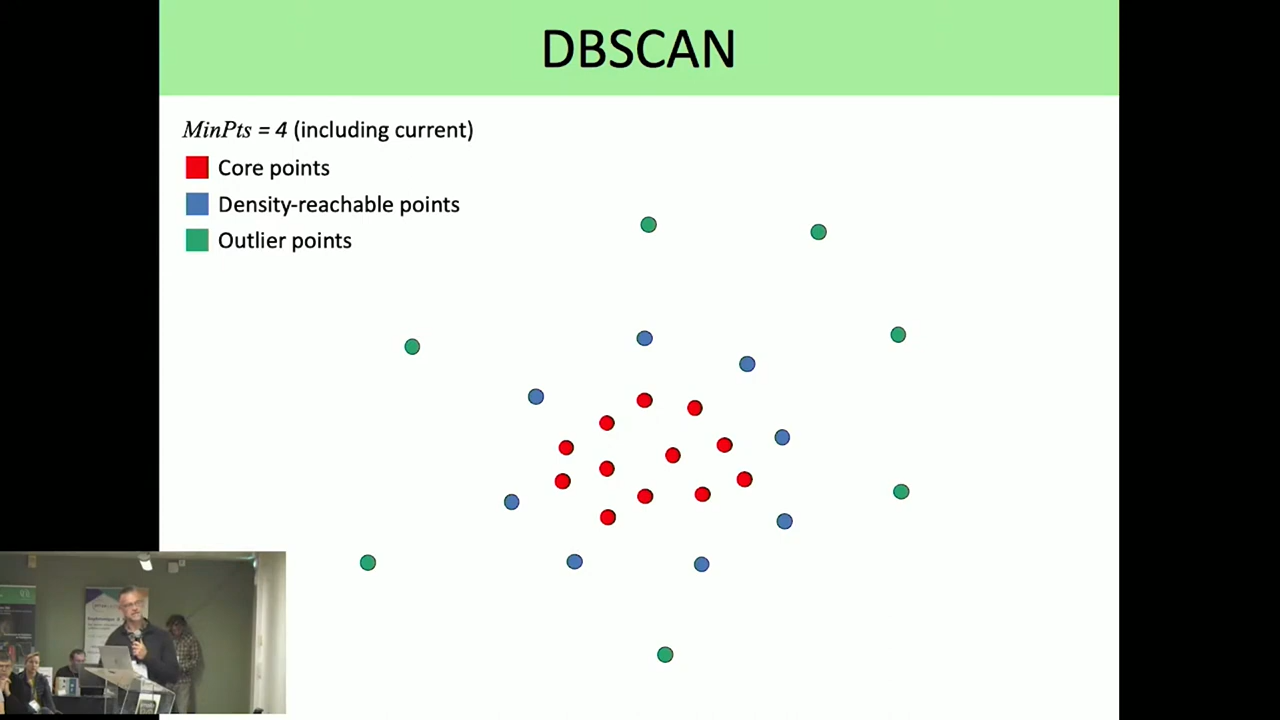 DBSCAN
MinPts = 4 (including current)
Core points
Density-reachable points
Outlier points